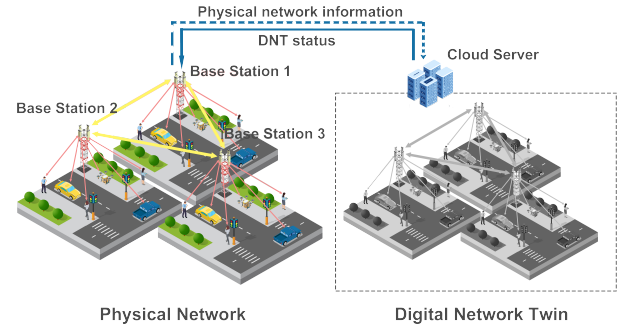 Physical network information
DNT status
Cloud Server
Base Station 1
Base Station 2
Base Station 3
Physical Network
Digital Network Twin